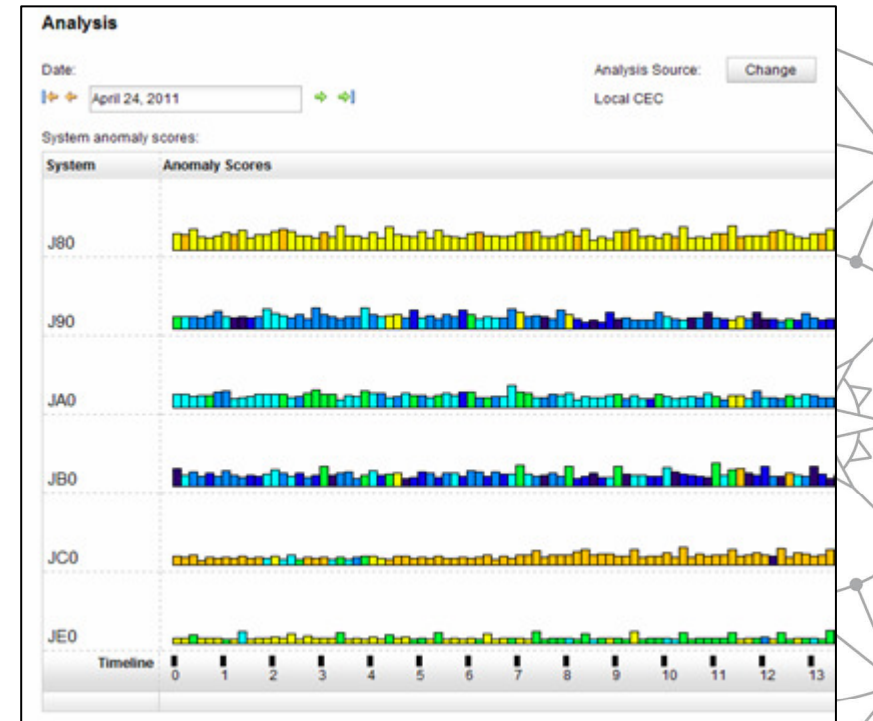 Analysis
Date:
April 24, 2011
Analysis Source:
Change
Local CEC
System anomaly scores:
System Anomaly Scores
J80
J90
JA0
JB0
JC0
JE0
Timeline
0 1 2 3 4 5 6 7 8 9 10 11 12 13